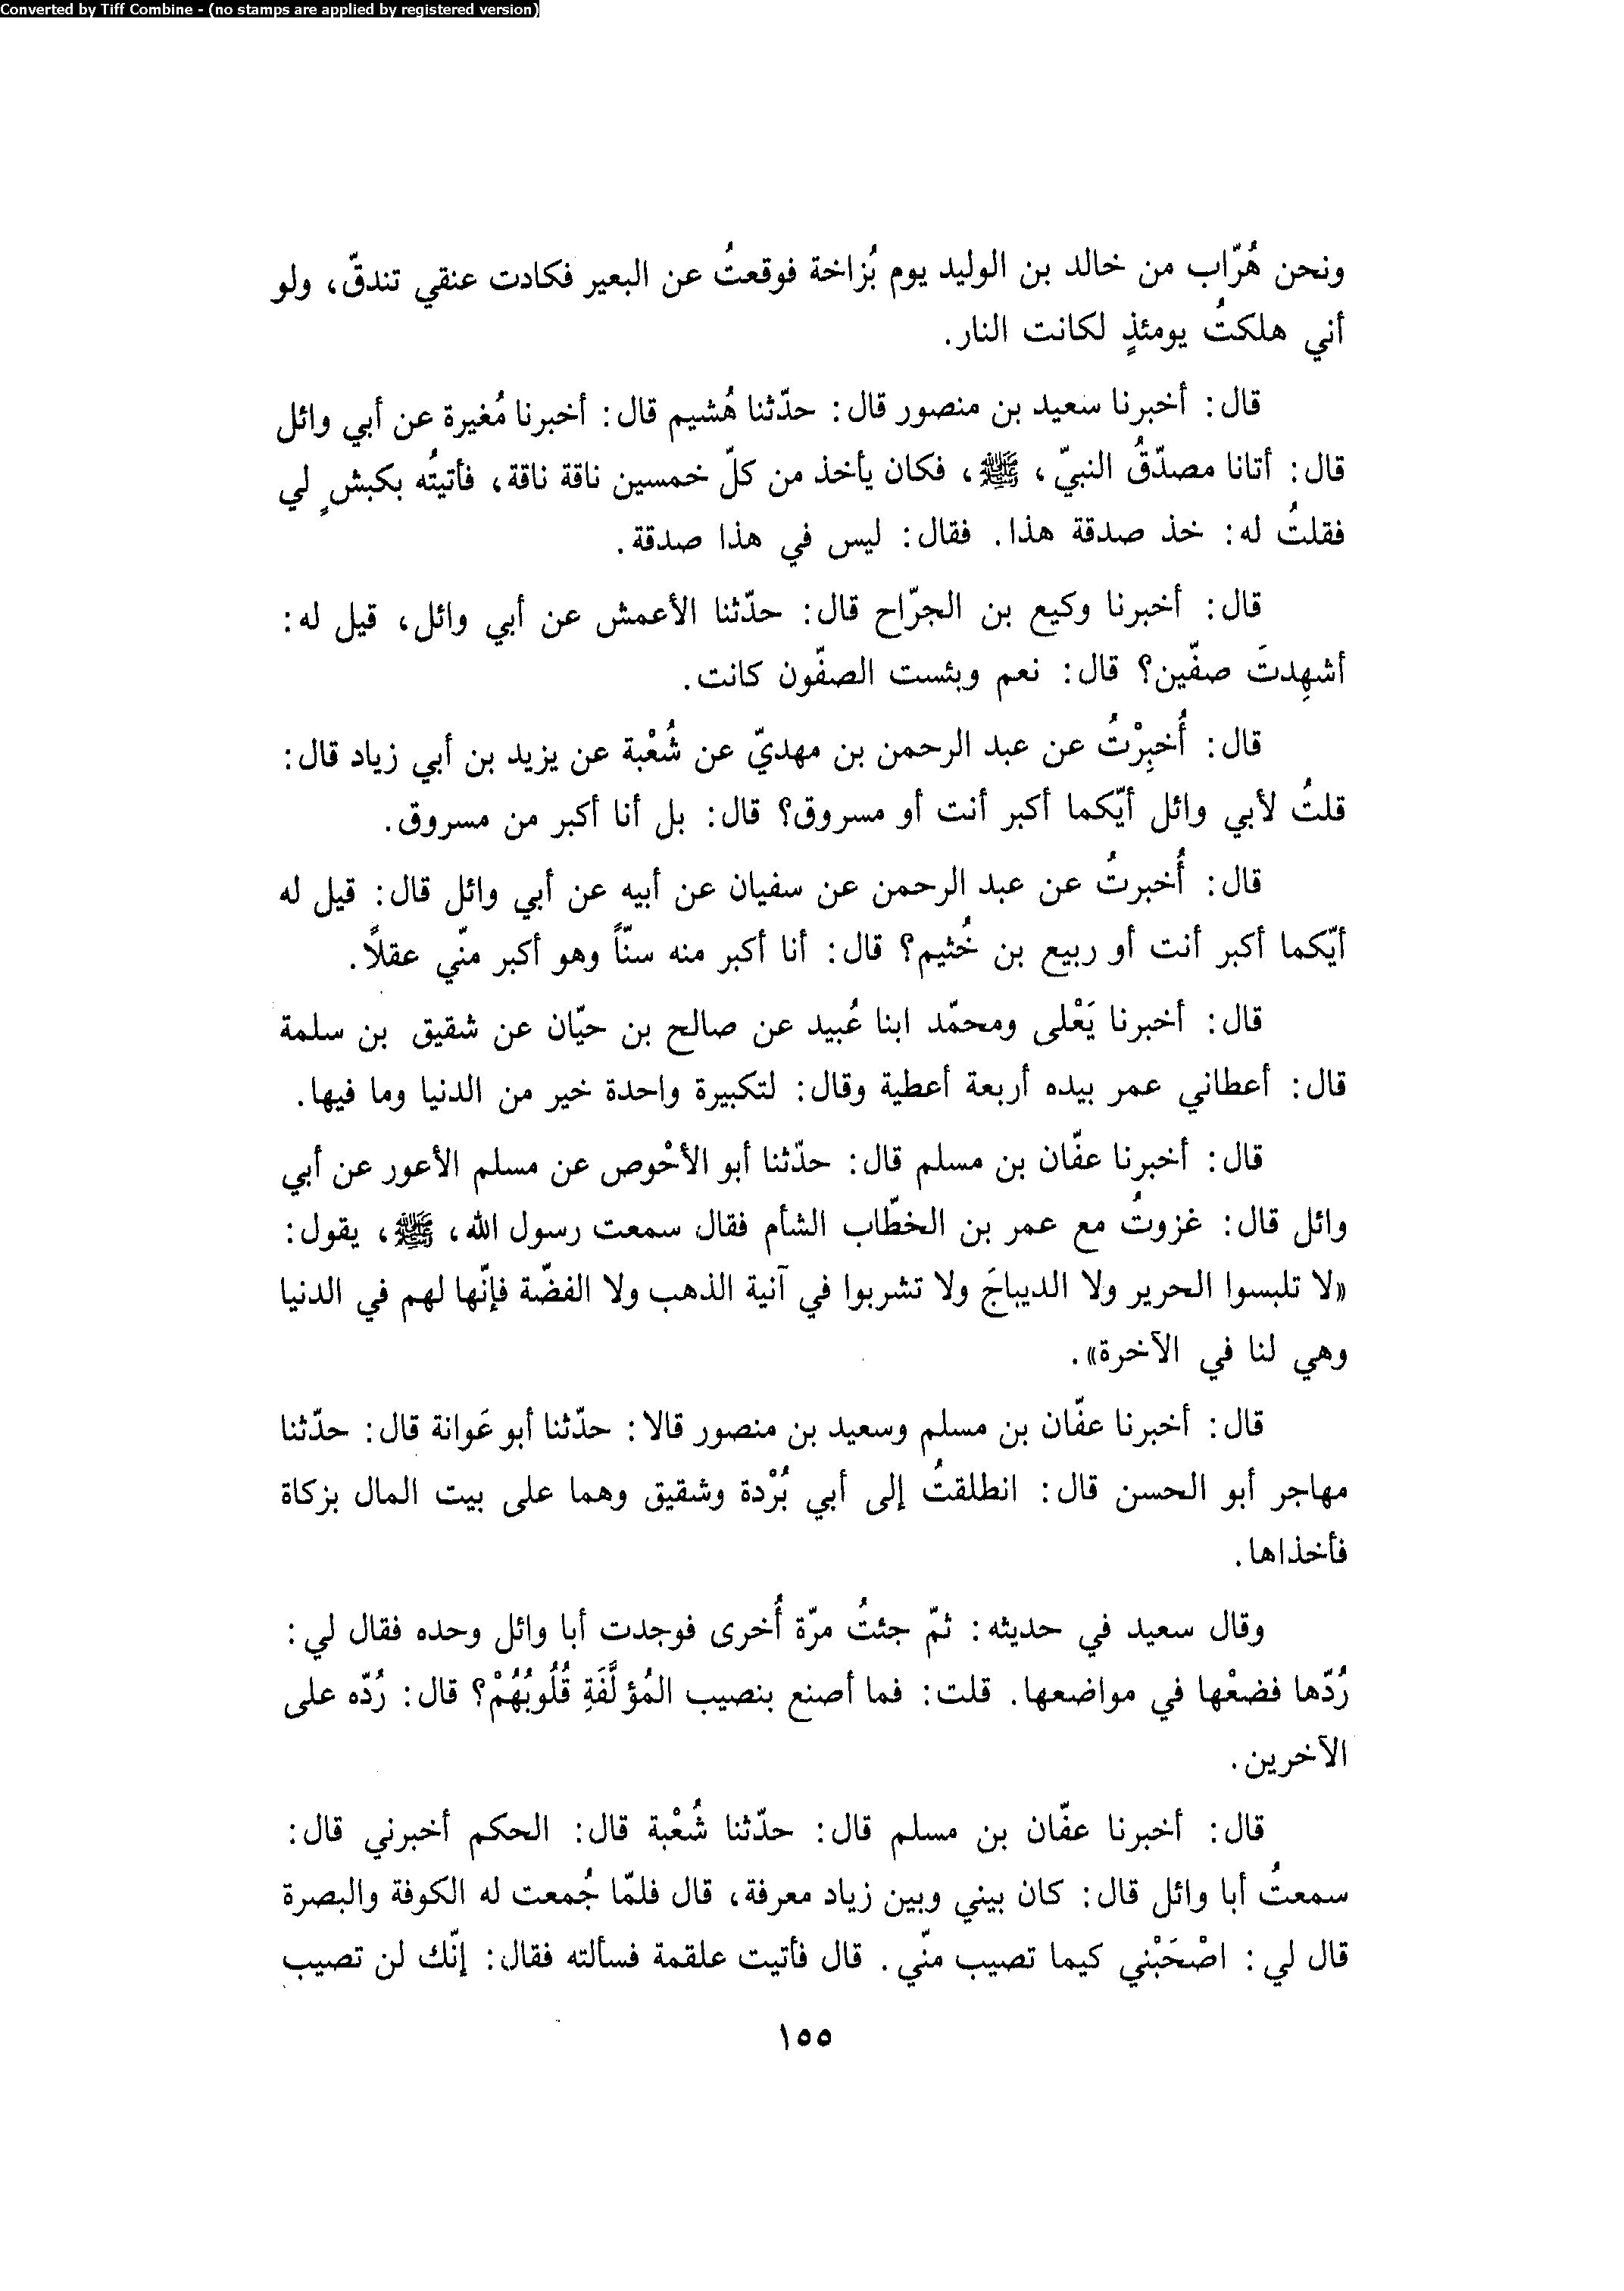 Converted by Tiff Combine - (no stamps are applied by registered version)
ونحن هُرّاب من خالد بن الوليد يوم بُزاخة فوقعتُ عن البعير فكادت عنقي تندقّ، ولو
أني هلكتُ يومئذٍ لكانت النار.
قال: أخبرنا سعيد بن منصور قال: حدّثنا هُشيم قال: أخبرنا مُغيرة عن أبي وائل
قال: أتانا مصدّقُ النبيّ، ﷺ، فكان يأخذ من كلّ خمسين ناقة ناقة، فأتيتُه بكبشٍ لي
فقلتُ له: خذ صدقة هذا. فقال: ليس في هذا صدقة.
قال: أخبرنا وكيع بن الجرّاح قال: حدّثنا الأعمش عن أبي وائل، قيل له:
أشهِدتَ صفّين؟ قال: نعم وبئست الصفّون كانت.
قال: أُخبِرْتُ عن عبد الرحمن بن مهديّ عن شُعْبة عن يزيد بن أبي زياد قال:
قلتُ لأبي وائل أيّكما أكبر أنت أو مسروق؟ قال: بل أنا أكبر من مسروق.
قال: أُخبرتُ عن عبد الرحمن عن سفيان عن أبيه عن أبي وائل قال: قيل له
أيّكما أكبر أنت أو ربيع بن خُثيم؟ قال: أنا أكبر منه سنّاً وهو أكبر منّي عقلاً.
قال: أخبرنا يَعْلى ومحمّد ابنا عُبيد عن صالح بن حيّان عن شقيق بن سلمة
قال: أعطاني عمر بيده أربعة أعطية وقال: لتكبيرة واحدة خير من الدنيا وما فيها.
قال: أخبرنا عفّان بن مسلم قال: حدّثنا أبو الأحْوص عن مسلم الأعور عن أبي
وائل قال: غزوتُ مع عمر بن الخطّاب الشأم فقال سمعت رسول الله، ﷺ، يقول:
«لا تلبسوا الحرير ولا الديباجَ ولا تشربوا في آنية الذهب ولا الفضّة فإنّها لهم في الدنيا
وهي لنا في الآخرة».
قال: أخبرنا عفّان بن مسلم وسعيد بن منصور قالا: حدّثنا أبو عَوانة قال: حدّثنا
مهاجر أبو الحسن قال: انطلقتُ إلى أبي بُرْدة وشقيق وهما على بيت المال بزكاة
فأخذاها.
وقال سعيد في حديثه: ثمّ جئتُ مرّة أُخرى فوجدت أبا وائل وحده فقال لي:
رُدّها فضعْها في مواضعها. قلت: فما أصنع بنصيب المُؤلَّفَةِ قُلُوبُهُمْ؟ قال: رُدّه على
الآخرين.
قال: أخبرنا عفّان بن مسلم قال: حدّثنا شُعْبة قال: الحكم أخبرني قال:
سمعتُ أبا وائل قال: كان بيني وبين زياد معرفة، قال فلمّا جُمعت له الكوفة والبصرة
قال لي: اصْحَبْني كيما تصيب منّي. قال فأتيت علقمة فسألته فقال: إنّك لن تصيب
١٥٥